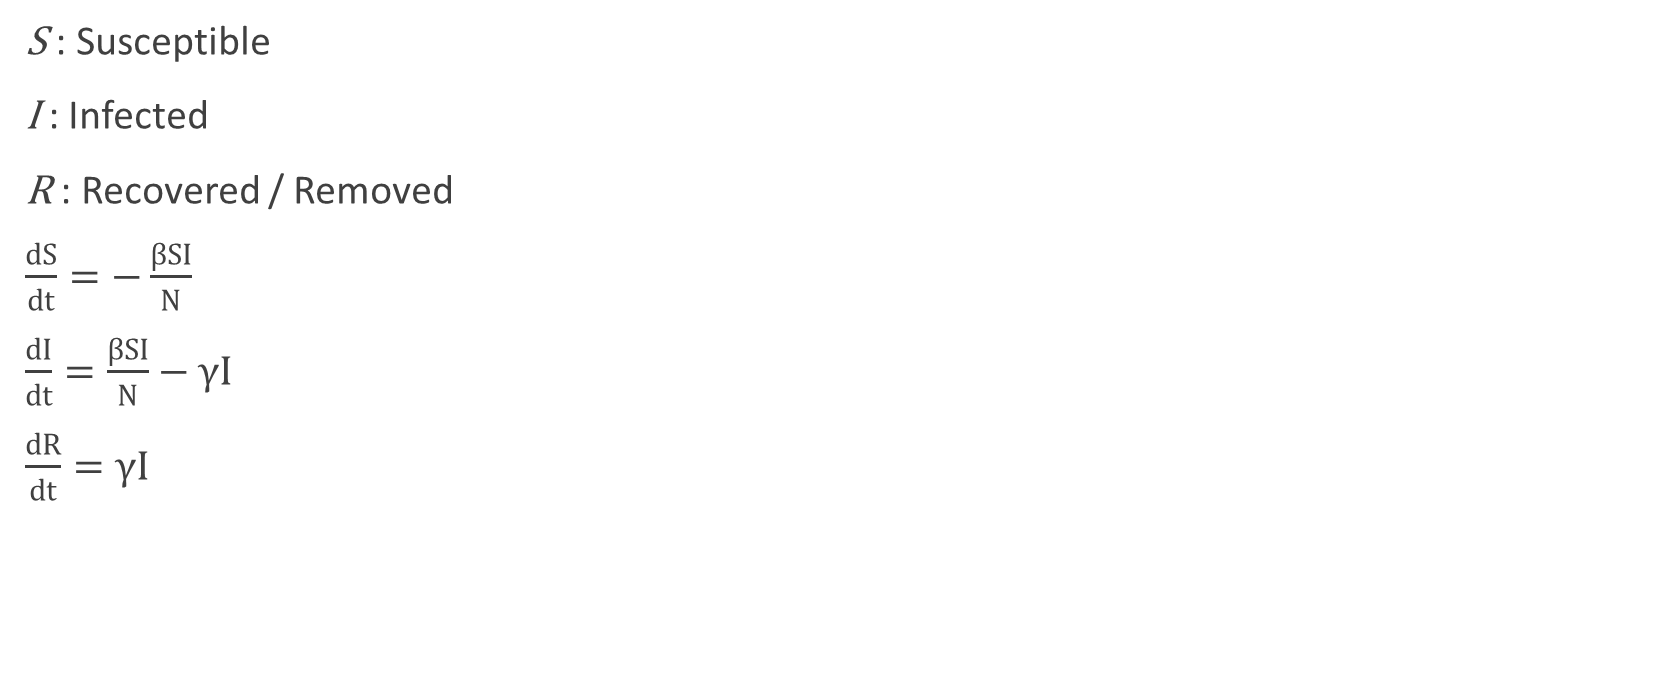 S : Susceptible
I : Infected
R : Recovered / Removed
dS/dt = − βSI/N
dI/dt = βSI/N − γI
dR/dt = γI